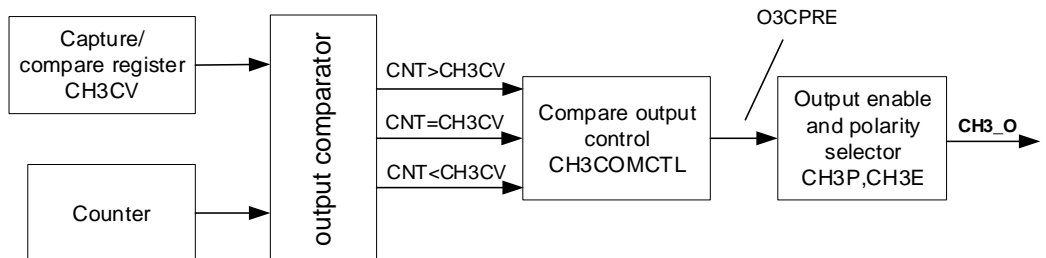 Capture/
compare register
CH3CV
Counter
output comparator
CNT>CH3CV
CNT=CH3CV
CNT<CH3CV
Compare output
control
CH3COMCTL
O3CPRE
Output enable
and polarity
selector
CH3P,CH3E
CH3_O